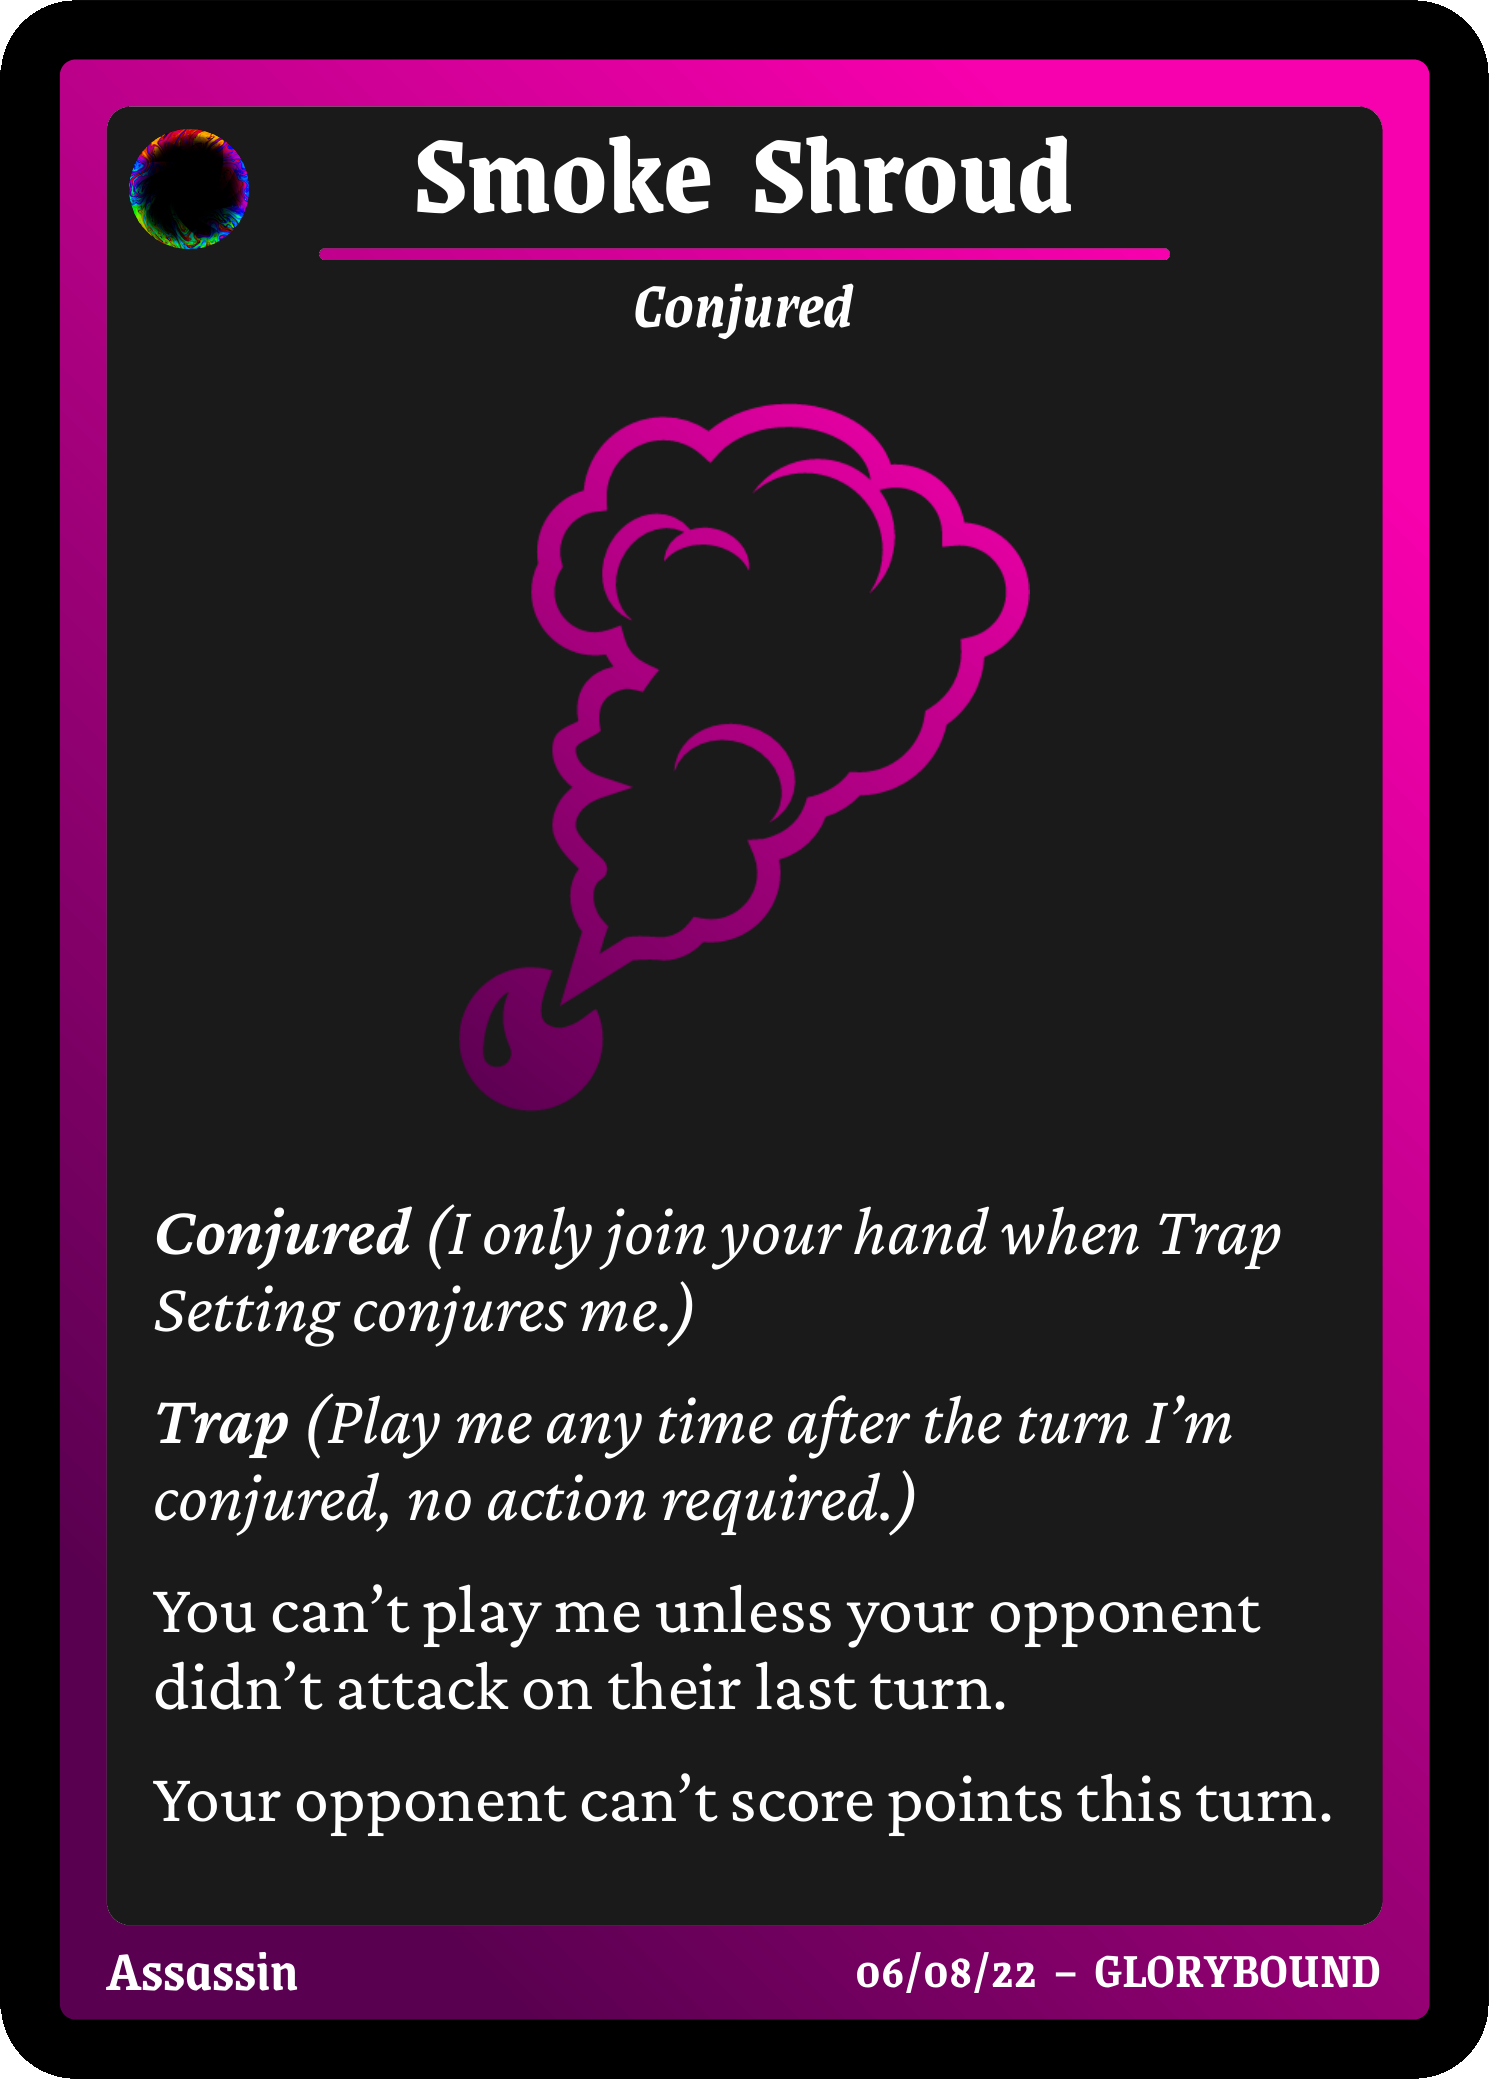 Smoke Shroud
Conjured
Conjured (I only join your hand when Trap
Setting conjures me.)
Trap (Play me any time after the turn I’m
conjured, no action required.)
You can’t play me unless your opponent
didn’t attack on their last turn.
Your opponent can’t score points this turn.
Assassin
06/08/22 – GLORYBOUND